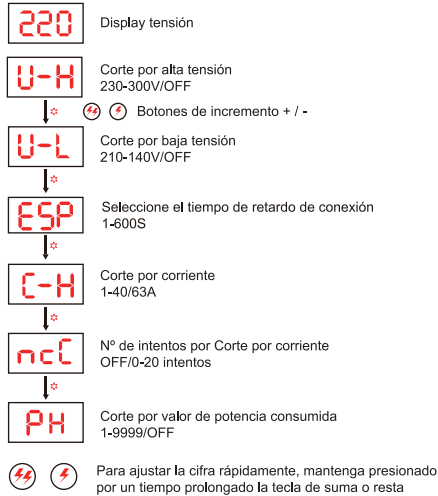 220
Display tensión
U-H
Corte por alta tensión
230-300V/OFF
Botones de incremento + / -
U-L
Corte por baja tensión
210-140V/OFF
ESP
Seleccione el tiempo de retardo de conexión
1-600S
C-H
Corte por corriente
1-40/63A
ncC
Nº de intentos por Corte por corriente
OFF/0-20 intentos
PH
Corte por valor de potencia consumida
1-9999/OFF
Para ajustar la cifra rápidamente, mantenga presionado
por un tiempo prolongado la tecla de suma o resta